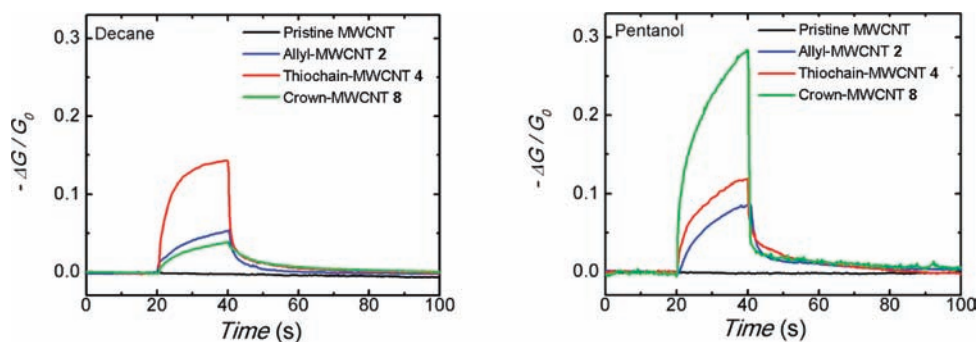 Decane
Pristine MWCNT
Allyl-MWCNT 2
Thiochain-MWCNT 4
Crown-MWCNT 8
0.3
0.2
0.1
0.0
- ΔG / G₀
0 20 40 60 80 100
Time (s)
Pentanol
Pristine MWCNT
Allyl-MWCNT 2
Thiochain-MWCNT 4
Crown-MWCNT 8
0.3
0.2
0.1
0.0
- ΔG / G₀
0 20 40 60 80 100
Time (s)